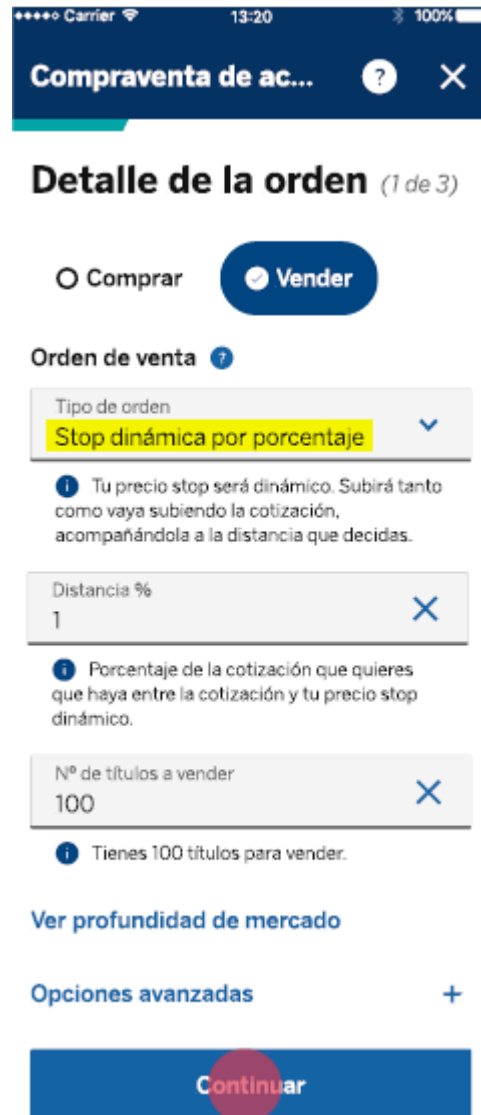 Carrier 13:20 100%
Compraventa de ac... ?
Detalle de la orden (1 de 3)
Comprar Vender
Orden de venta ?
Tipo de orden
Stop dinámica por porcentaje
i Tu precio stop será dinámico. Subirá tanto
como vaya subiendo la cotización,
acompañándola a la distancia que decidas.
Distancia %
1
i Porcentaje de la cotización que quieres
que haya entre la cotización y tu precio stop
dinámico.
Nº de títulos a vender
100
i Tienes 100 títulos para vender.
Ver profundidad de mercado
Opciones avanzadas +
Continuar